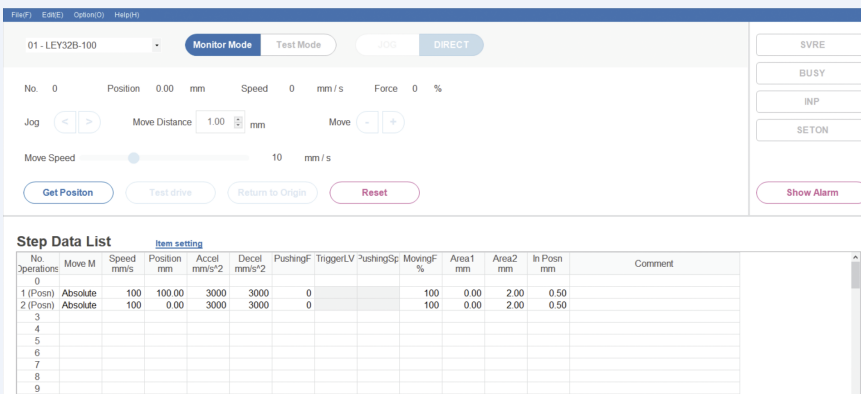 File(F) Edit(E) Option(O) Help(H)
01 - LEY32B-100 Monitor Mode Test Mode JOG DIRECT SVRE
BUSY
No. 0 Position 0.00 mm Speed 0 mm / s Force 0 %
INP
Jog < > Move Distance 1.00 mm Move - +
SETON
Move Speed 10 mm / s
Get Positon Test drive Return to Origin Reset Show Alarm
Step Data List Item setting
No. Move M Speed Position Accel Decel PushingF TriggerLV PushingSp MovingF Area1 Area2 In Posn Comment
Operations mm/s mm mm/s^2 mm/s^2 % mm mm mm
0
1 (Posn) Absolute 100 100.00 3000 3000 0 100 0.00 2.00 0.50
2 (Posn) Absolute 100 0.00 3000 3000 0 100 0.00 2.00 0.50
3
4
5
6
7
8
9